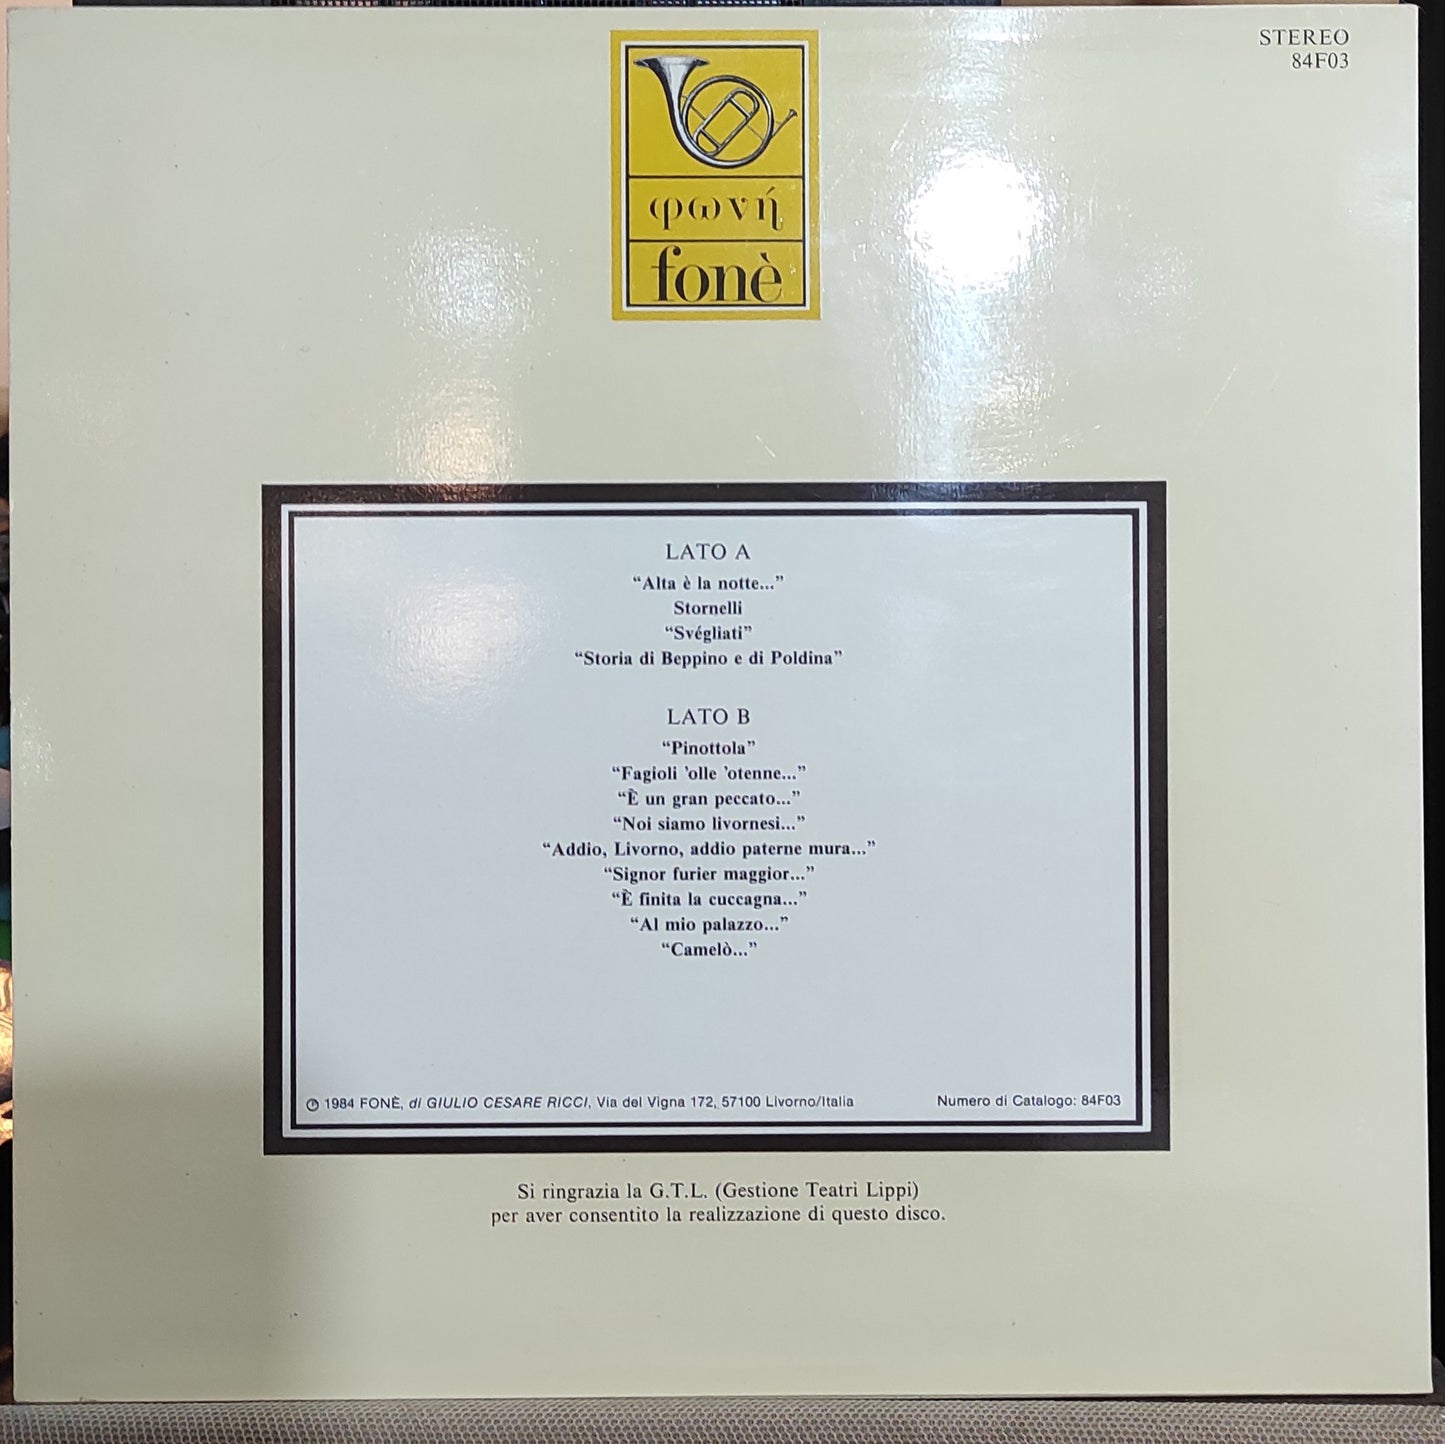 STEREO
84F03
φωνή
fonè
LATO A
“Alta è la notte...”
Stornelli
“Svégliati”
“Storia di Beppino e di Poldina”
LATO B
“Pinottola”
“Fagioli ’olle ’otenne...”
“È un gran peccato...”
“Noi siamo livornesi...”
“Addio, Livorno, addio paterne mura...”
“Signor furier maggior...”
“È finita la cuccagna...”
“Al mio palazzo...”
“Camelò...”
℗ 1984 FONÈ, di GIULIO CESARE RICCI, Via del Vigna 172, 57100 Livorno/Italia Numero di Catalogo: 84F03
Si ringrazia la G.T.L. (Gestione Teatri Lippi)
per aver consentito la realizzazione di questo disco.